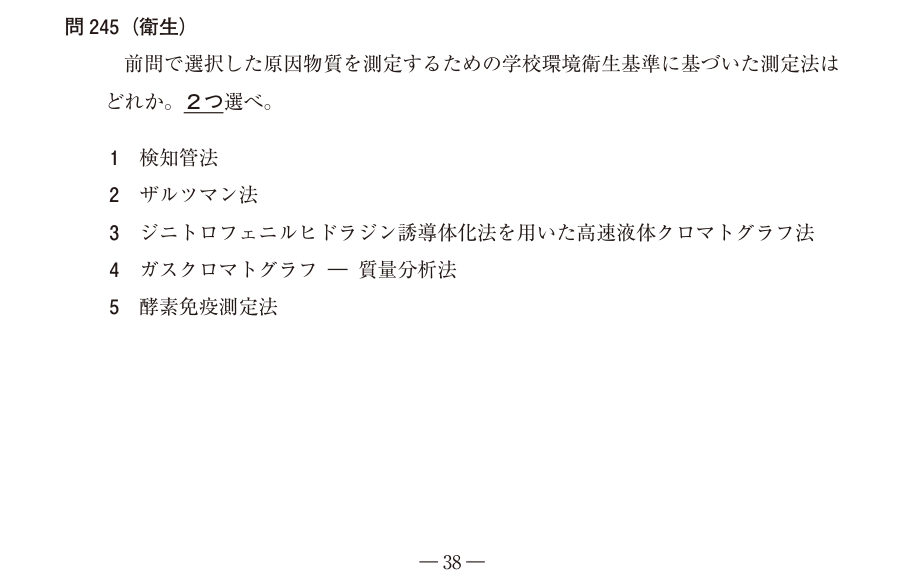 問 245（衛生）
前問で選択した原因物質を測定するための学校環境衛生基準に基づいた測定法は
どれか。２つ選べ。
1 検知管法
2 ザルツマン法
3 ジニトロフェニルヒドラジン誘導体化法を用いた高速液体クロマトグラフ法
4 ガスクロマトグラフ ― 質量分析法
5 酵素免疫測定法
― 38 ―